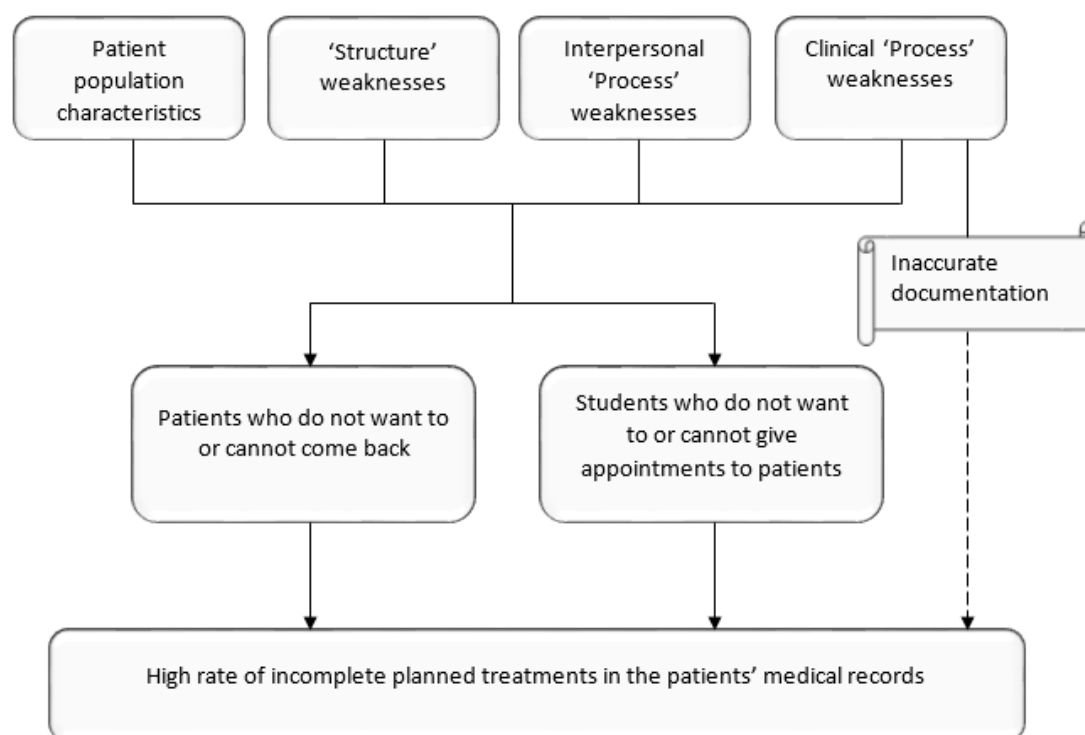 Patient
population
characteristics
‘Structure’
weaknesses
Interpersonal
‘Process’
weaknesses
Clinical ‘Process’
weaknesses
Inaccurate
documentation
Patients who do not want to
or cannot come back
Students who do not want
to or cannot give
appointments to patients
High rate of incomplete planned treatments in the patients’ medical records